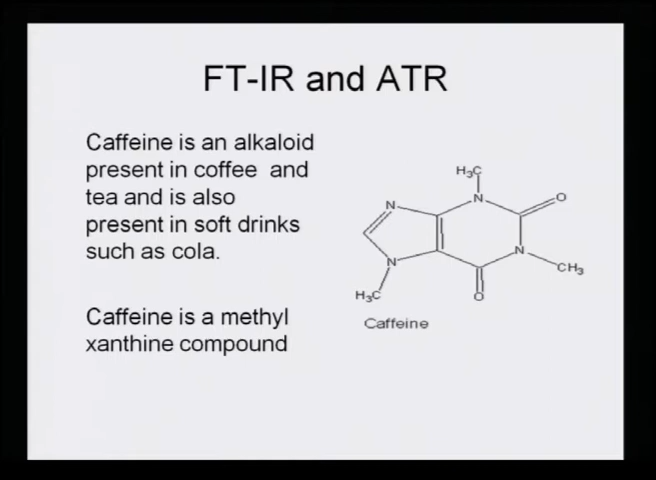 FT-IR and ATR
Caffeine is an alkaloid
present in coffee and
tea and is also
present in soft drinks
such as cola.
Caffeine is a methyl
xanthine compound
H₃C
N
O
N
N
N
CH₃
H₃C
O
Caffeine